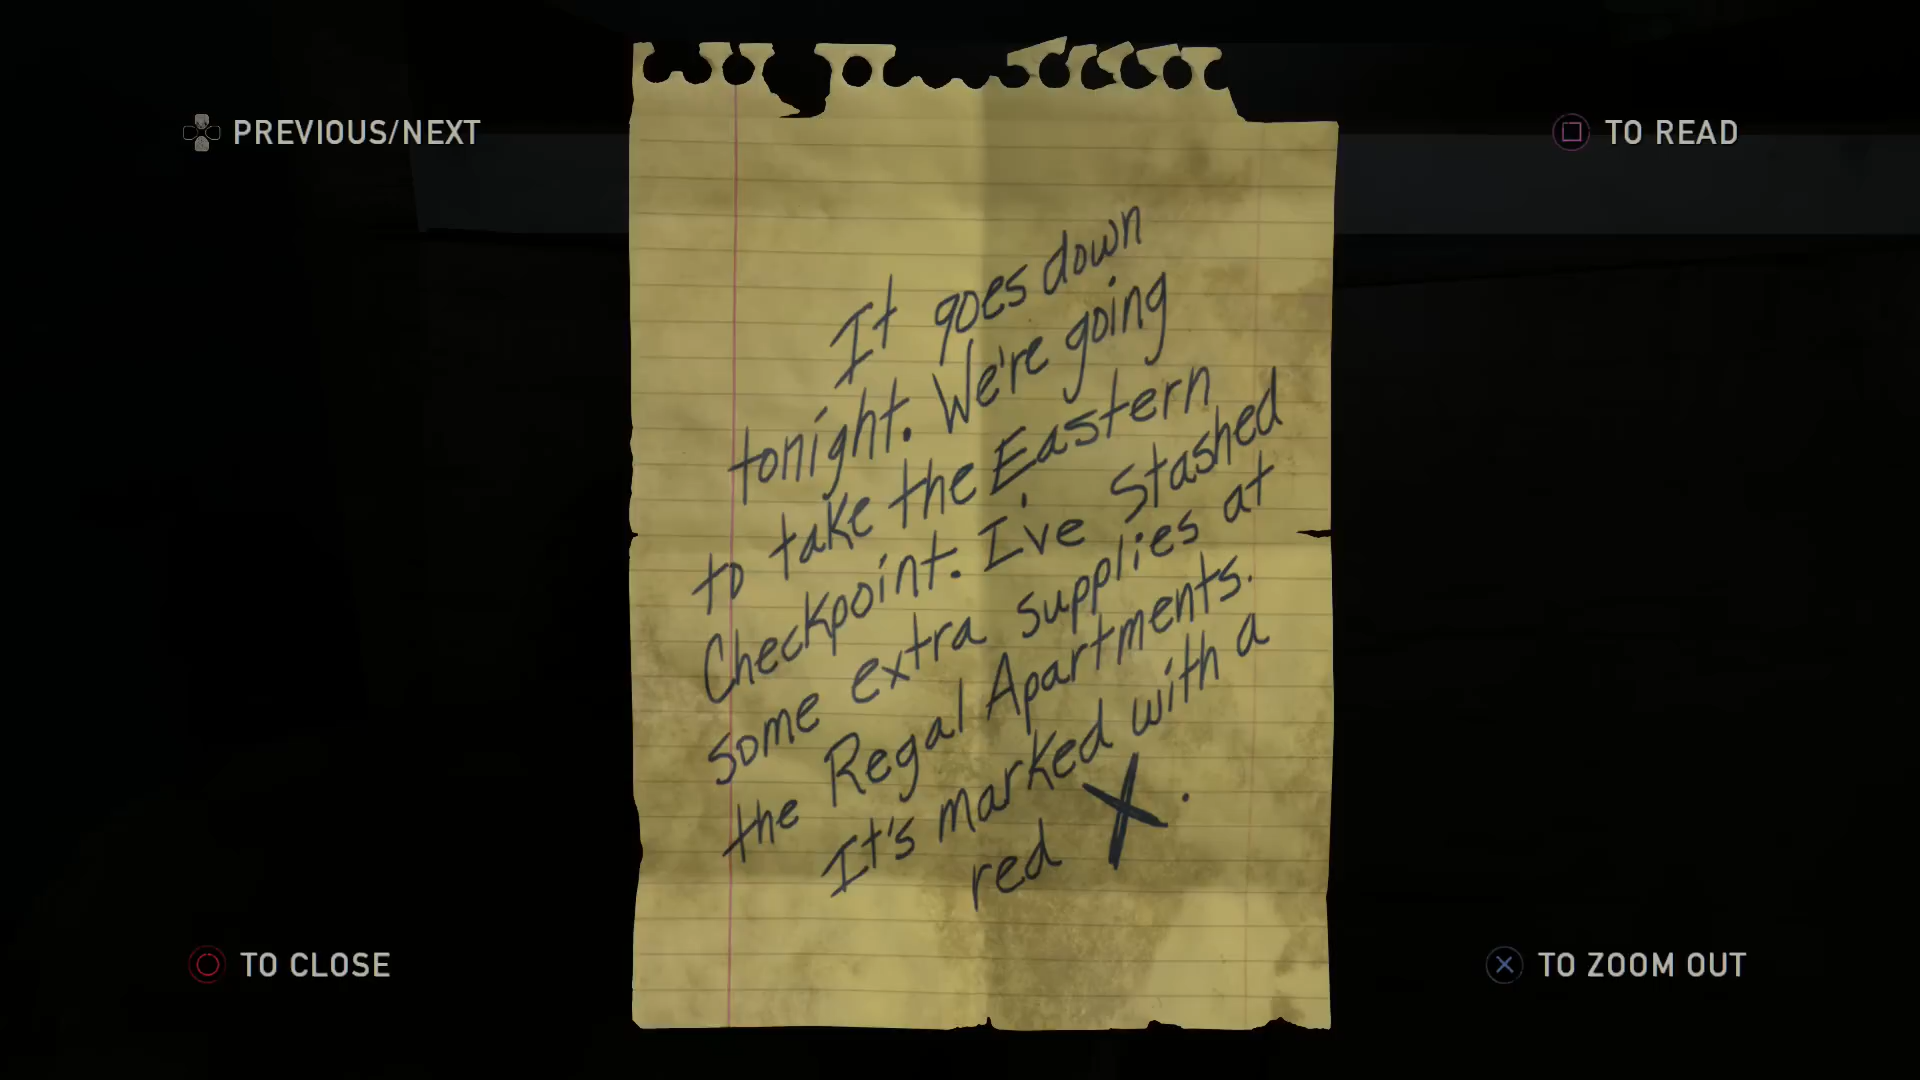 PREVIOUS/NEXT
TO READ
It goes down
tonight. We're going
to take the Eastern
Checkpoint. I've Stashed
some extra supplies at
the Regal Apartments.
It's marked with a
red X.
TO CLOSE
TO ZOOM OUT